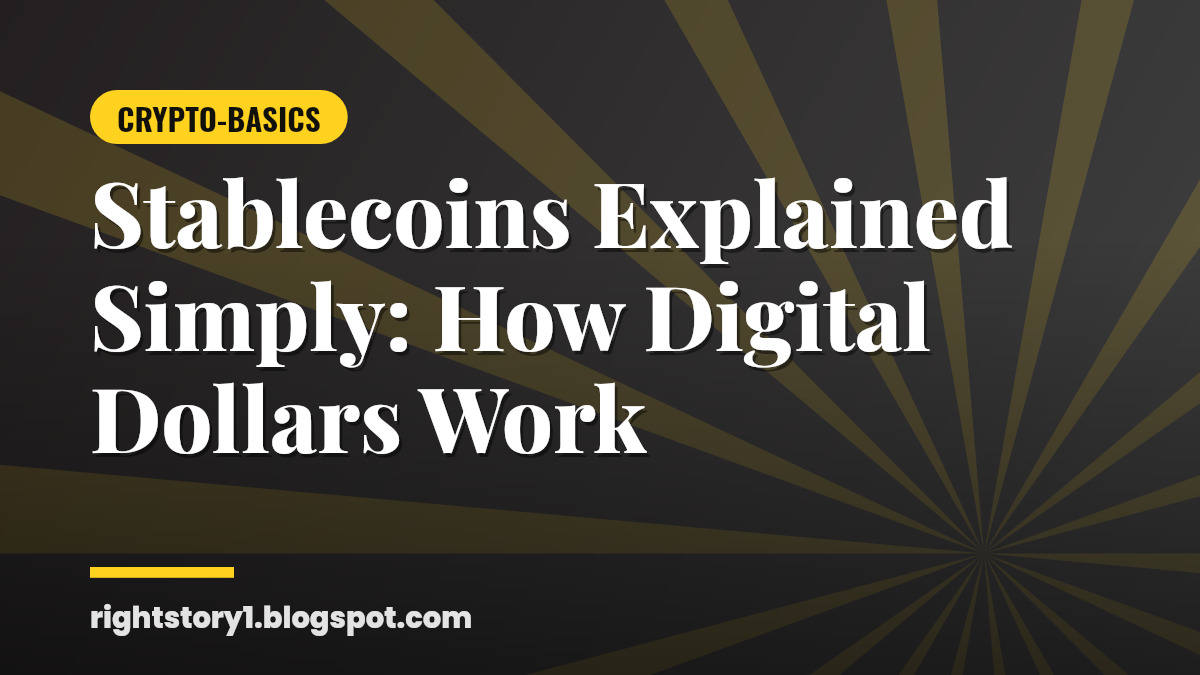 CRYPTO-BASICS
Stablecoins Explained
Simply: How Digital
Dollars Work
rightstory1.blogspot.com